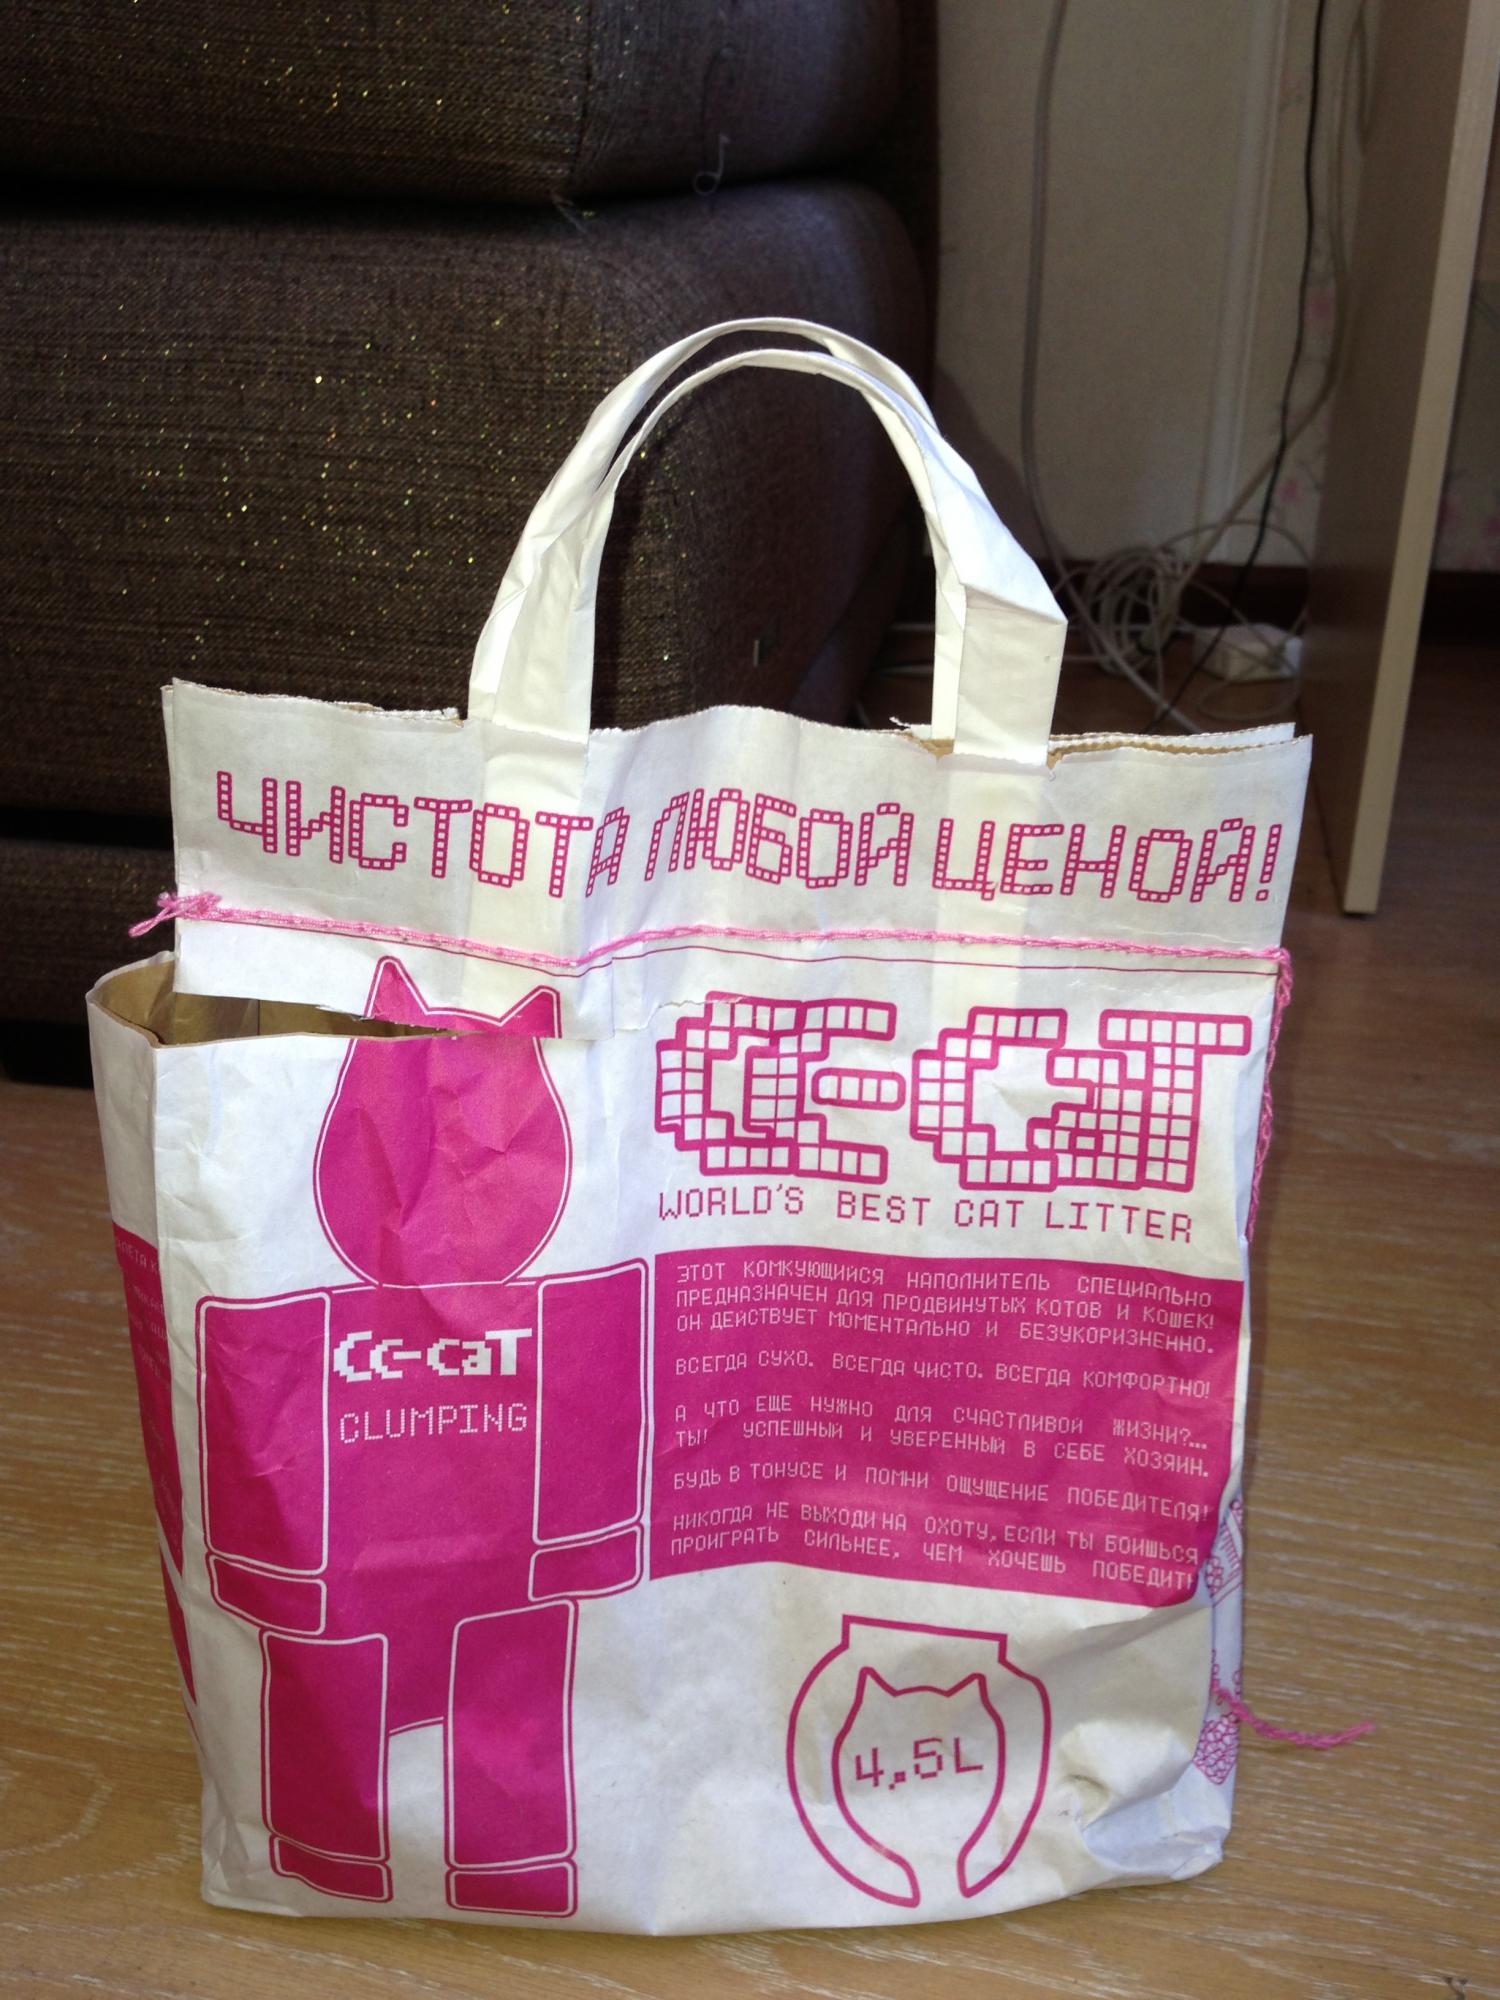 ЧИСТОТА ЛЮБОЙ ЦЕНОЙ!
CE-CAT
WORLD'S BEST CAT LITTER
ЭТОТ КОМКУЮЩИЙСЯ НАПОЛНИТЕЛЬ СПЕЦИАЛЬНО
ПРЕДНАЗНАЧЕН ДЛЯ ПРОДВИНУТЫХ КОТОВ И КОШЕК!
ОН ДЕЙСТВУЕТ МОМЕНТАЛЬНО И БЕЗУКОРИЗНЕННО.
ВСЕГДА СУХО. ВСЕГДА ЧИСТО. ВСЕГДА КОМФОРТНО!
А ЧТО ЕЩЕ НУЖНО ДЛЯ СЧАСТЛИВОЙ ЖИЗНИ?...
ТЫ! УСПЕШНЫЙ И УВЕРЕННЫЙ В СЕБЕ ХОЗЯИН.
БУДЬ В ТОНУСЕ И ПОМНИ ОЩУЩЕНИЕ ПОБЕДИТЕЛЯ!
НИКОГДА НЕ ВЫХОДИ НА ОХОТУ, ЕСЛИ ТЫ БОИШЬСЯ
ПРОИГРАТЬ СИЛЬНЕЕ, ЧЕМ ХОЧЕШЬ ПОБЕДИТЬ
Ce-caT
CLUMPING
4,5L